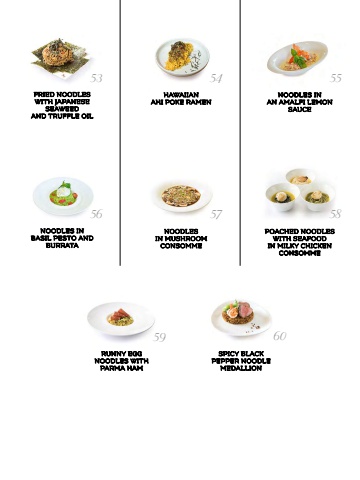 53
FRIED NOODLES
WITH JAPANESE
SEAWEED
AND TRUFFLE OIL
54
HAWAIIAN
AHI POKE RAMEN
55
NOODLES IN
AN AMALFI LEMON
SAUCE
56
NOODLES IN
BASIL PESTO AND
BURRATA
57
NOODLES
IN MUSHROOM
CONSOMME
58
POACHED NOODLES
WITH SEAFOOD
IN MILKY CHICKEN
CONSOMME
59
RUNNY EGG
NOODLES WITH
PARMA HAM
60
SPICY BLACK
PEPPER NOODLE
MEDALLION